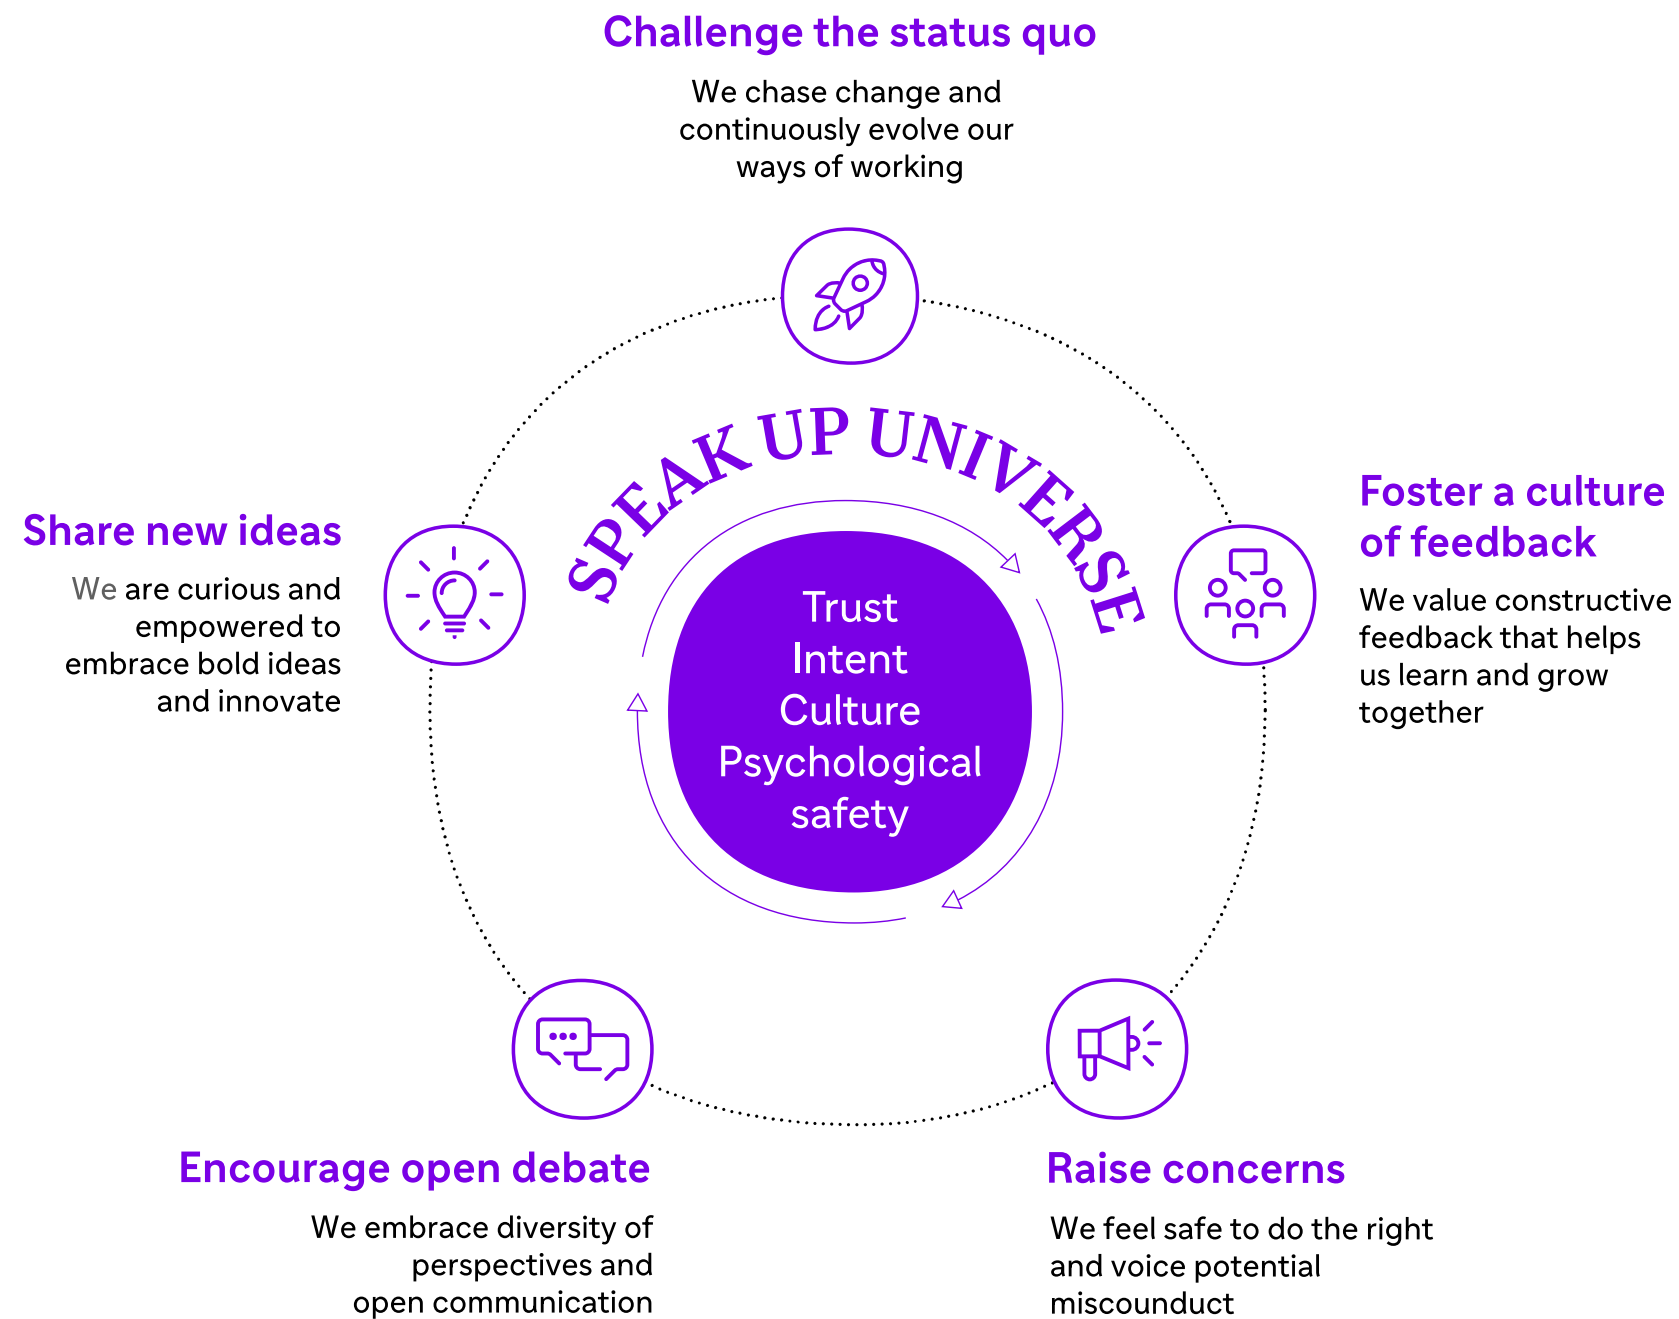 Challenge the status quo
We chase change and
continuously evolve our
ways of working
SPEAK UP UNIVERSE
Foster a culture
of feedback
We value constructive
feedback that helps
us learn and grow
together
Share new ideas
We are curious and
empowered to
embrace bold ideas
and innovate
Trust
Intent
Culture
Psychological
safety
Encourage open debate
We embrace diversity of
perspectives and
open communication
Raise concerns
We feel safe to do the right
and voice potential
miscounduct